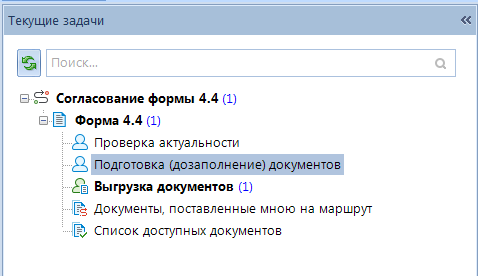 Текущие задачи
Поиск...
Согласование формы 4.4 (1)
Форма 4.4 (1)
Проверка актуальности
Подготовка (дозаполнение) документов
Выгрузка документов (1)
Документы, поставленные мною на маршрут
Список доступных документов